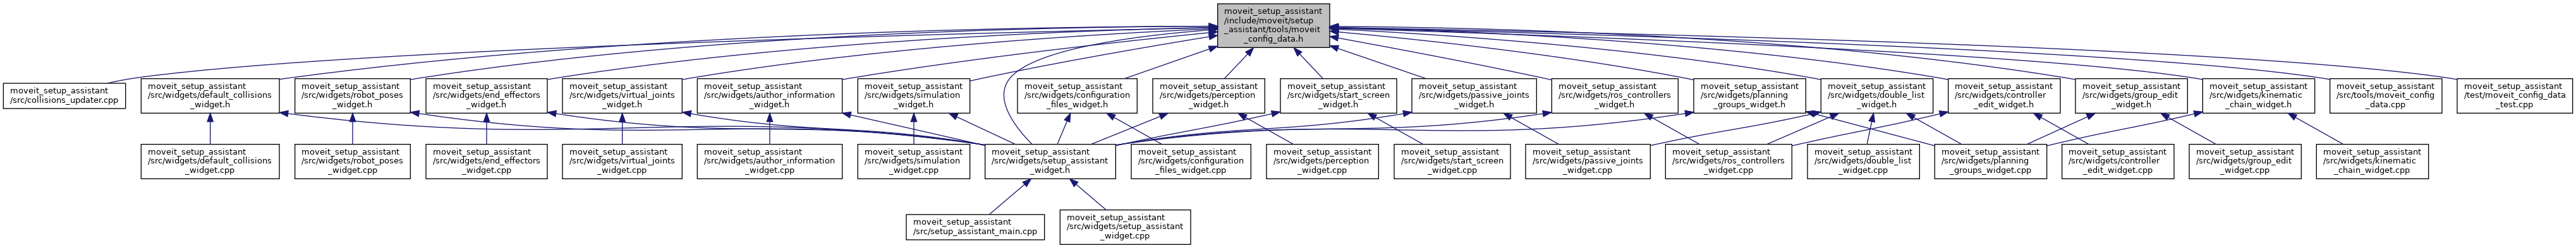 moveit_setup_assistant
/include/moveit/setup
_assistant/tools/moveit
_config_data.h
moveit_setup_assistant
/src/collisions_updater.cpp
moveit_setup_assistant
/src/widgets/default_collisions
_widget.h
moveit_setup_assistant
/src/widgets/robot_poses
_widget.h
moveit_setup_assistant
/src/widgets/end_effectors
_widget.h
moveit_setup_assistant
/src/widgets/virtual_joints
_widget.h
moveit_setup_assistant
/src/widgets/author_information
_widget.h
moveit_setup_assistant
/src/widgets/simulation
_widget.h
moveit_setup_assistant
/src/widgets/configuration
_files_widget.h
moveit_setup_assistant
/src/widgets/perception
_widget.h
moveit_setup_assistant
/src/widgets/start_screen
_widget.h
moveit_setup_assistant
/src/widgets/passive_joints
_widget.h
moveit_setup_assistant
/src/widgets/ros_controllers
_widget.h
moveit_setup_assistant
/src/widgets/planning
_groups_widget.h
moveit_setup_assistant
/src/widgets/double_list
_widget.h
moveit_setup_assistant
/src/widgets/controller
_edit_widget.h
moveit_setup_assistant
/src/widgets/group_edit
_widget.h
moveit_setup_assistant
/src/widgets/kinematic
_chain_widget.h
moveit_setup_assistant
/src/tools/moveit_config
_data.cpp
moveit_setup_assistant
/test/moveit_config_data
_test.cpp
moveit_setup_assistant
/src/widgets/default_collisions
_widget.cpp
moveit_setup_assistant
/src/widgets/robot_poses
_widget.cpp
moveit_setup_assistant
/src/widgets/end_effectors
_widget.cpp
moveit_setup_assistant
/src/widgets/virtual_joints
_widget.cpp
moveit_setup_assistant
/src/widgets/author_information
_widget.cpp
moveit_setup_assistant
/src/widgets/simulation
_widget.cpp
moveit_setup_assistant
/src/widgets/setup_assistant
_widget.h
moveit_setup_assistant
/src/widgets/configuration
_files_widget.cpp
moveit_setup_assistant
/src/widgets/perception
_widget.cpp
moveit_setup_assistant
/src/widgets/start_screen
_widget.cpp
moveit_setup_assistant
/src/widgets/passive_joints
_widget.cpp
moveit_setup_assistant
/src/widgets/ros_controllers
_widget.cpp
moveit_setup_assistant
/src/widgets/double_list
_widget.cpp
moveit_setup_assistant
/src/widgets/planning
_groups_widget.cpp
moveit_setup_assistant
/src/widgets/controller
_edit_widget.cpp
moveit_setup_assistant
/src/widgets/group_edit
_widget.cpp
moveit_setup_assistant
/src/widgets/kinematic
_chain_widget.cpp
moveit_setup_assistant
/src/setup_assistant_main.cpp
moveit_setup_assistant
/src/widgets/setup_assistant
_widget.cpp